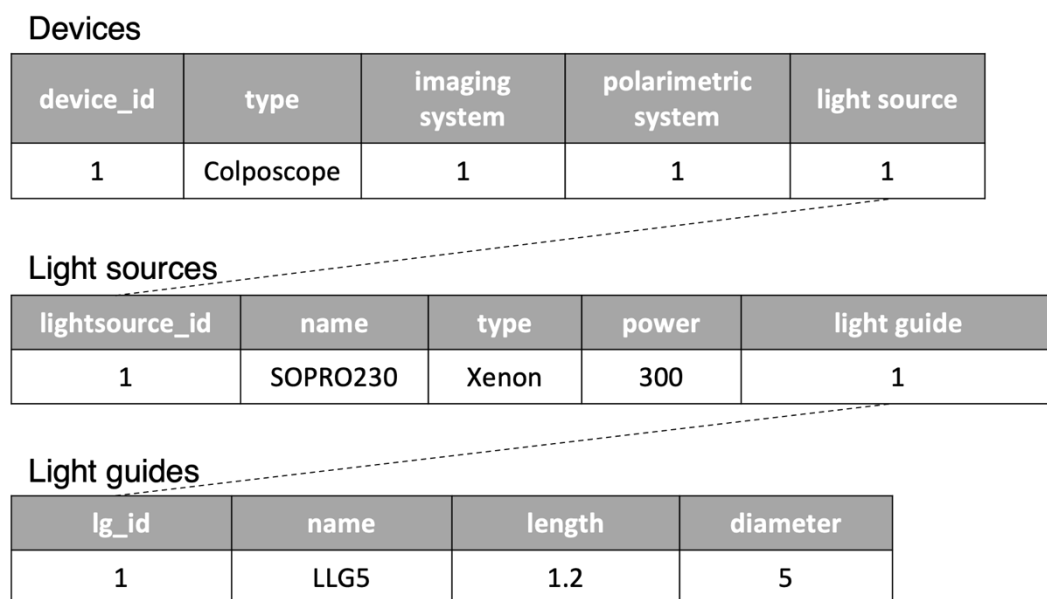 Devices
device_id type imaging system polarimetric system light source
1 Colposcope 1 1 1
Light sources
lightsource_id name type power light guide
1 SOPRO230 Xenon 300 1
Light guides
lg_id name length diameter
1 LLG5 1.2 5